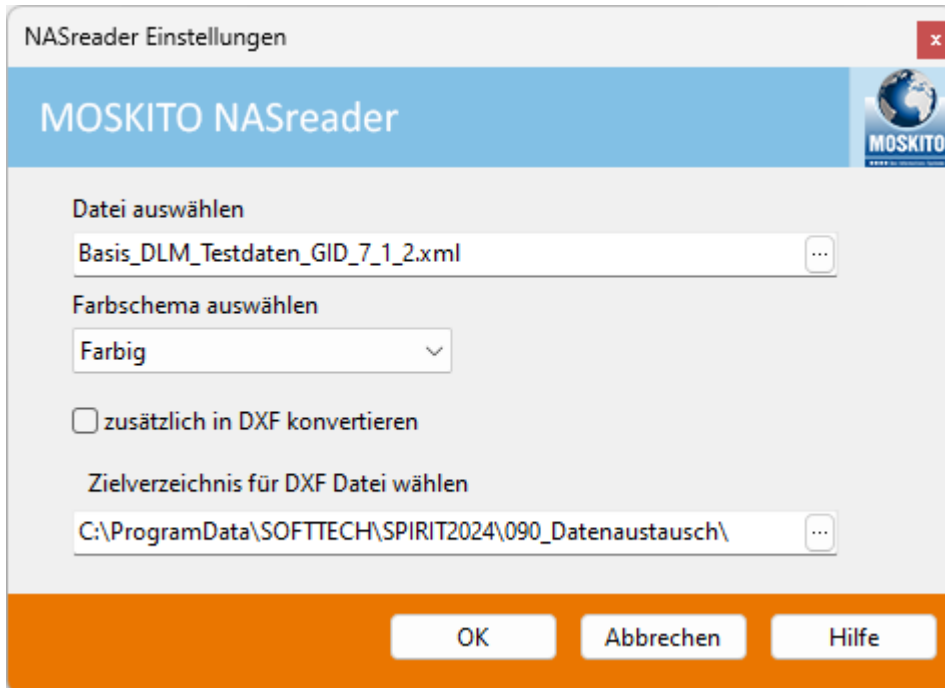 NASreader Einstellungen
x
MOSKITO NASreader
MOSKITO
Datei auswählen
Basis_DLM_Testdaten_GID_7_1_2.xml
...
Farbschema auswählen
Farbig
zusätzlich in DXF konvertieren
Zielverzeichnis für DXF Datei wählen
C:\ProgramData\SOFTTECH\SPIRIT2024\090_Datenaustausch\
...
OK
Abbrechen
Hilfe